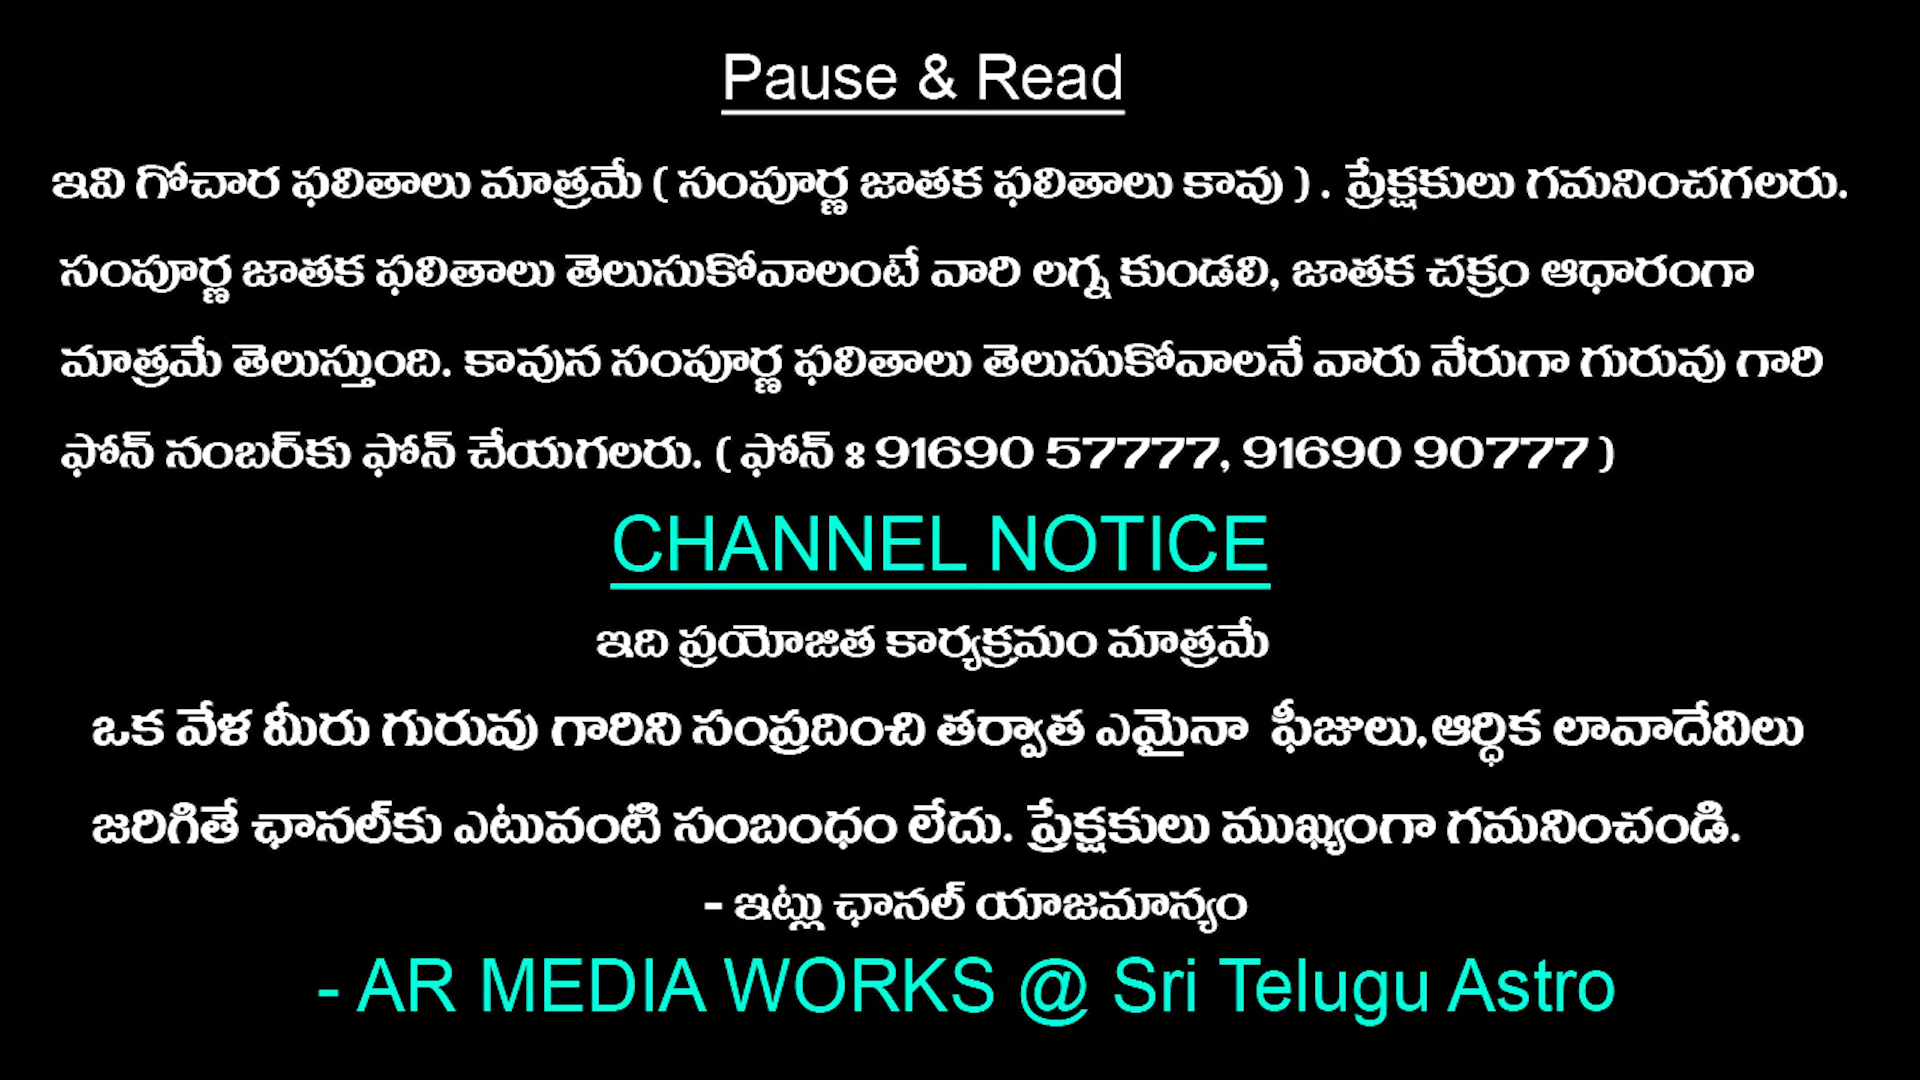 Pause & Read
ఇవి గోచార ఫలితాలు మాత్రమే ( సంపూర్ణ జాతక ఫలితాలు కావు ) . ప్రేక్షకులు గమనించగలరు.
సంపూర్ణ జాతక ఫలితాలు తెలుసుకోవాలంటే వారి లగ్న కుండలి, జాతక చక్రం ఆధారంగా
మాత్రమే తెలుస్తుంది. కావున సంపూర్ణ ఫలితాలు తెలుసుకోవాలనే వారు నేరుగా గురువు గారి
ఫోన్ నంబర్‌కు ఫోన్ చేయగలరు. ( ఫోన్ ః 91690 57777, 91690 90777 )
CHANNEL NOTICE
ఇది ప్రయోజిత కార్యక్రమం మాత్రమే
ఒక వేళ మీరు గురువు గారిని సంప్రదించి తర్వాత ఎమైనా ఫీజులు,ఆర్ధిక లావాదేవిలు
జరిగితే ఛానల్‌కు ఎటువంటి సంబంధం లేదు. ప్రేక్షకులు ముఖ్యంగా గమనించండి.
- ఇట్లు ఛానల్ యాజమాన్యం
- AR MEDIA WORKS @ Sri Telugu Astro